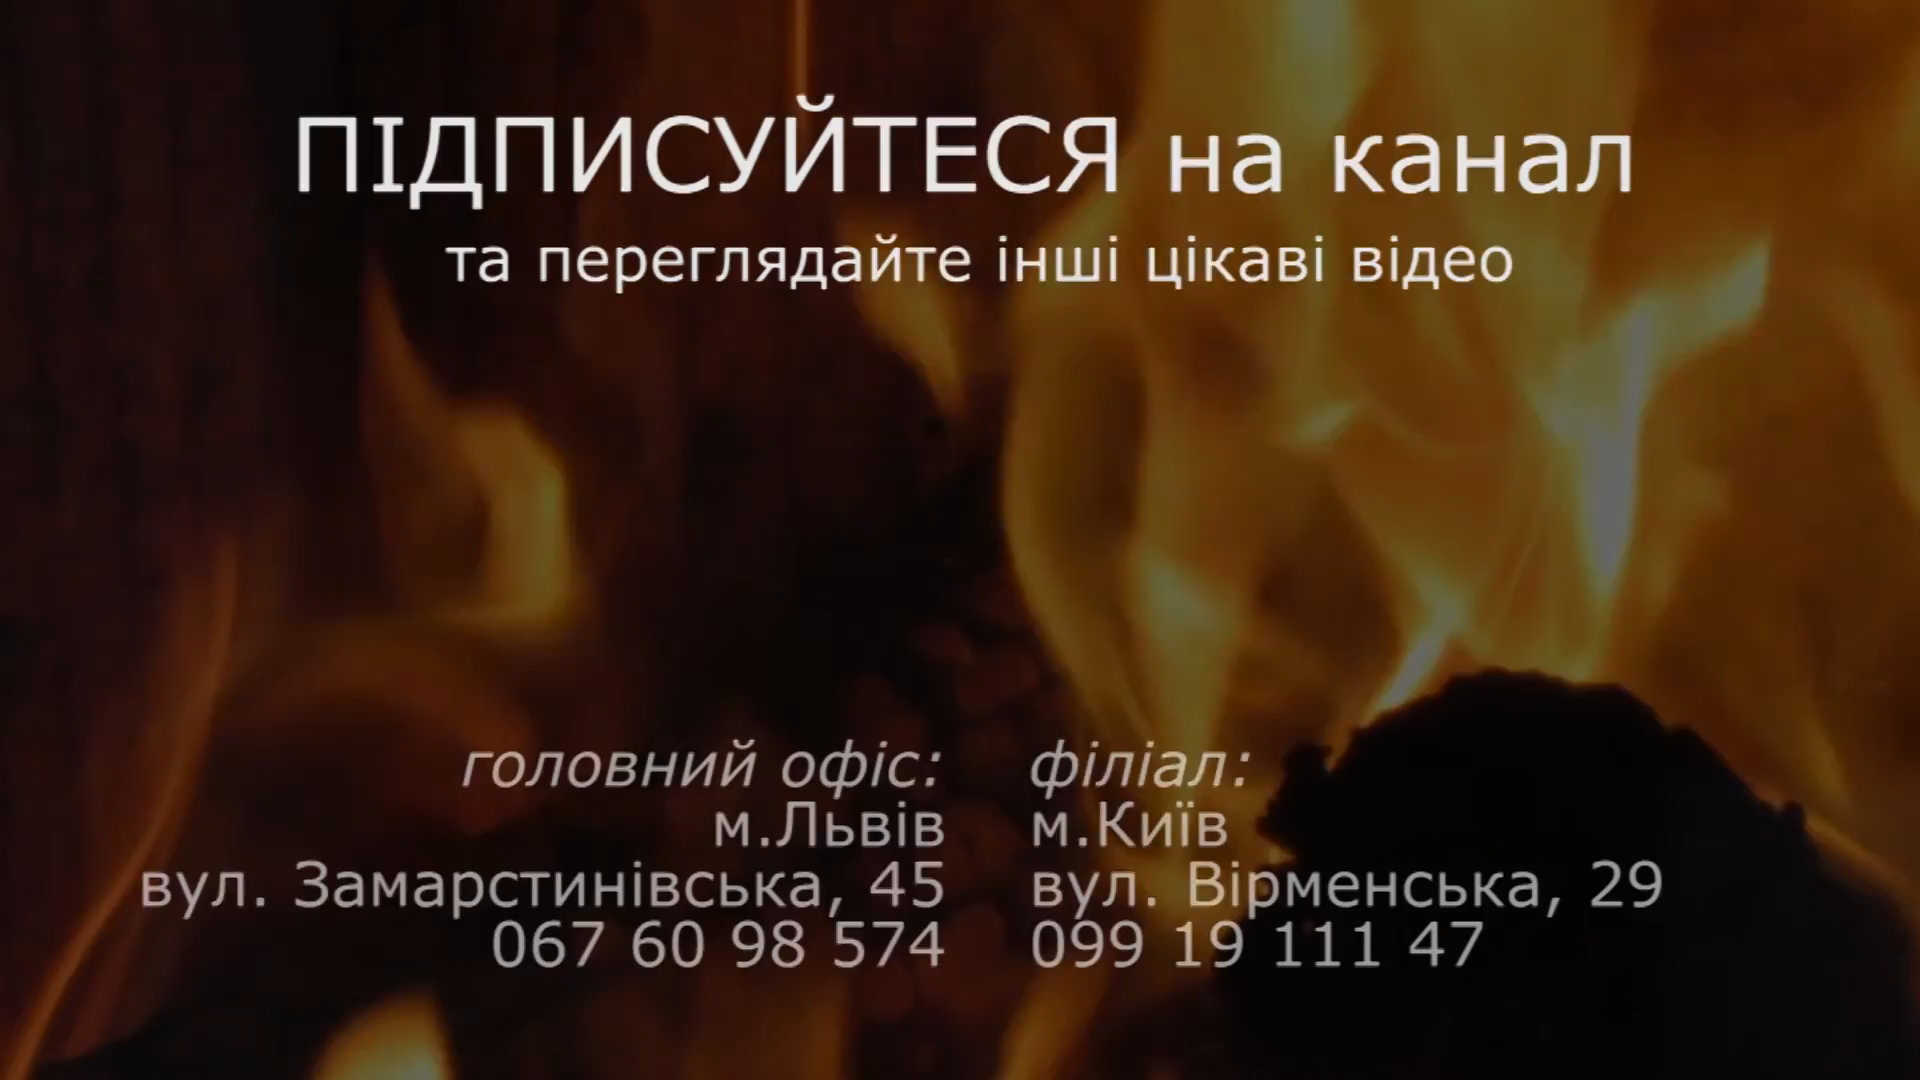 ПІДПИСУЙТЕСЯ на канал
та переглядайте інші цікаві відео
головний офіс:
м.Львів
вул. Замарстинівська, 45
067 60 98 574
філіал:
м.Київ
вул. Вірменська, 29
099 19 111 47